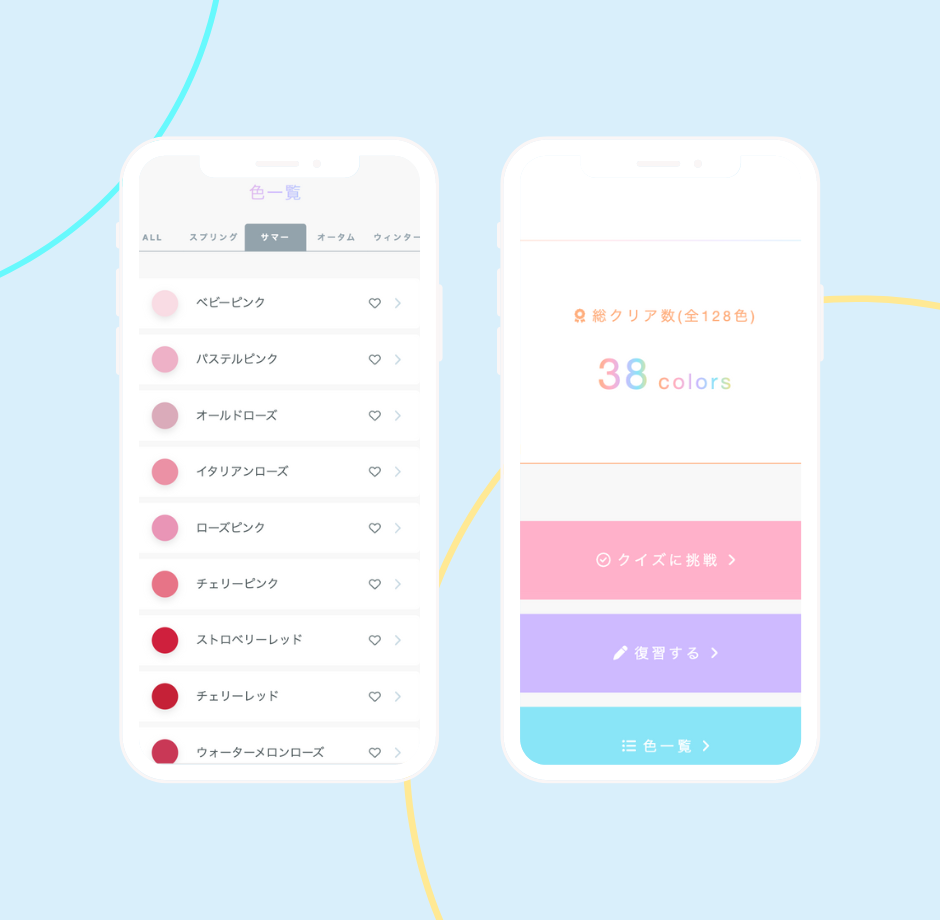 色一覧
ALL スプリング サマー オータム ウィンター
ベビーピンク
パステルピンク
オールドローズ
イタリアンローズ
ローズピンク
チェリーピンク
ストロベリーレッド
チェリーレッド
ウォーターメロンローズ
総クリア数(全128色)
38 colors
クイズに挑戦
復習する
色一覧